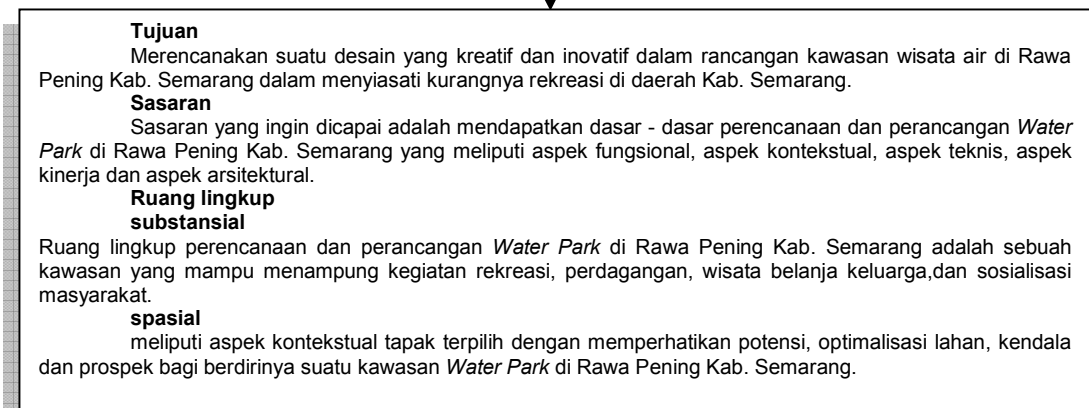 Tujuan
Merencanakan suatu desain yang kreatif dan inovatif dalam rancangan kawasan wisata air di Rawa
Pening Kab. Semarang dalam menyiasati kurangnya rekreasi di daerah Kab. Semarang.
Sasaran
Sasaran yang ingin dicapai adalah mendapatkan dasar - dasar perencanaan dan perancangan Water
Park di Rawa Pening Kab. Semarang yang meliputi aspek fungsional, aspek kontekstual, aspek teknis, aspek
kinerja dan aspek arsitektural.
Ruang lingkup
substansial
Ruang lingkup perencanaan dan perancangan Water Park di Rawa Pening Kab. Semarang adalah sebuah
kawasan yang mampu menampung kegiatan rekreasi, perdagangan, wisata belanja keluarga,dan sosialisasi
masyarakat.
spasial
meliputi aspek kontekstual tapak terpilih dengan memperhatikan potensi, optimalisasi lahan, kendala
dan prospek bagi berdirinya suatu kawasan Water Park di Rawa Pening Kab. Semarang.